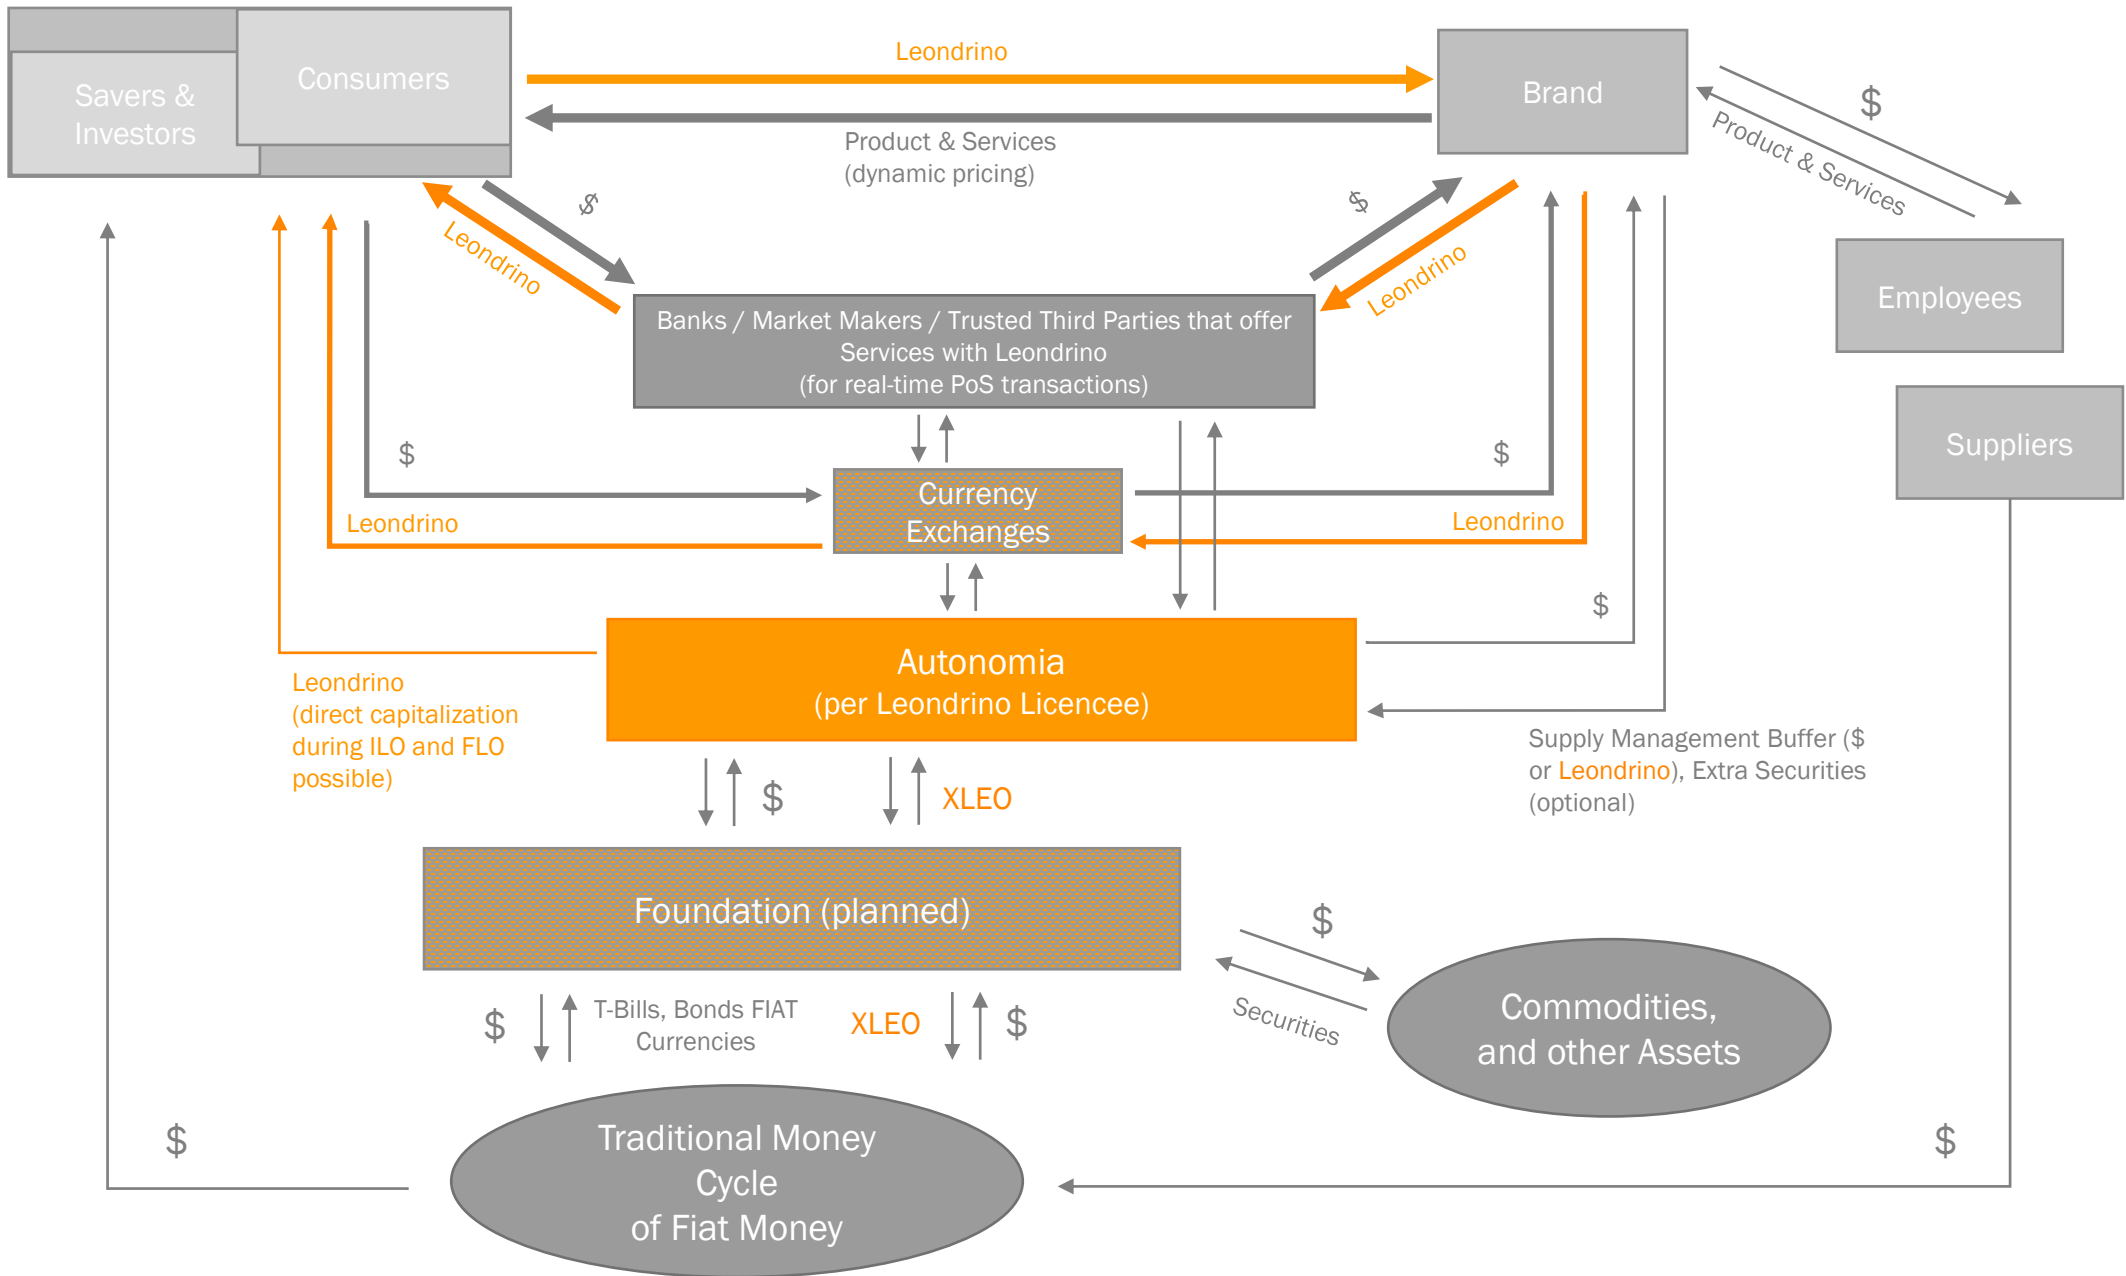 Savers &
Investors
Consumers
Leondrino
Product & Services
(dynamic pricing)
Brand
$
Product & Services
Employees
Suppliers
$
Leondrino
$
Leondrino
Banks / Market Makers / Trusted Third Parties that offer
Services with Leondrino
(for real-time PoS transactions)
$
Leondrino
Currency
Exchanges
$
Leondrino
$
Autonomia
(per Leondrino Licencee)
Leondrino
(direct capitalization
during ILO and FLO
possible)
Supply Management Buffer ($
or Leondrino), Extra Securities
(optional)
$
XLEO
Foundation (planned)
$
Securities
Commodities,
and other Assets
$
T-Bills, Bonds FIAT
Currencies
XLEO
$
Traditional Money
Cycle
of Fiat Money
$
$